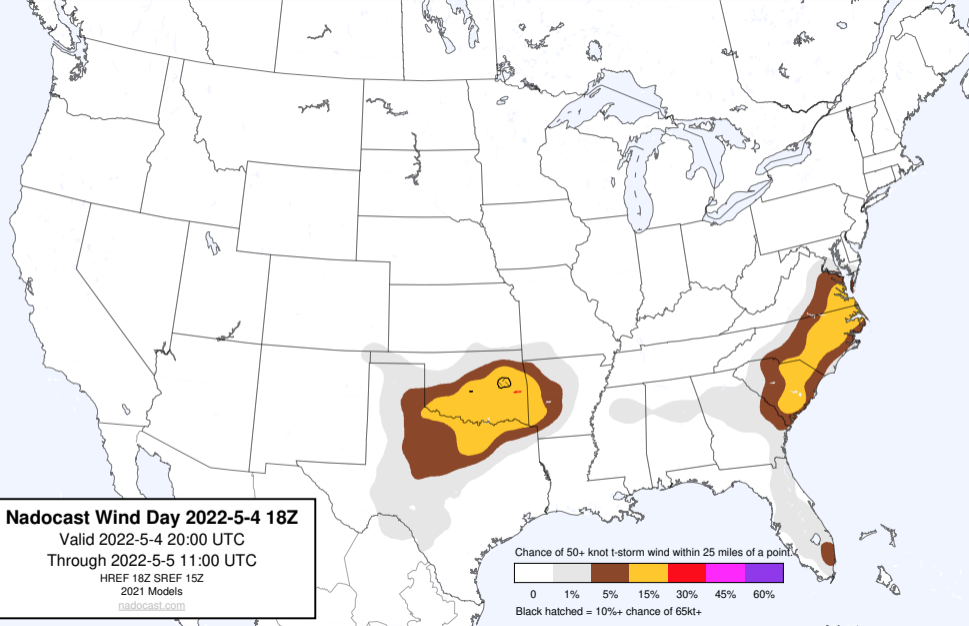 Nadocast Wind Day 2022-5-4 18Z
Valid 2022-5-4 20:00 UTC
Through 2022-5-5 11:00 UTC
HREF 18Z SREF 15Z
2021 Models
nadocast.com
Chance of 50+ knot t-storm wind within 25 miles of a point.
0 1% 5% 15% 30% 45% 60%
Black hatched = 10%+ chance of 65kt+